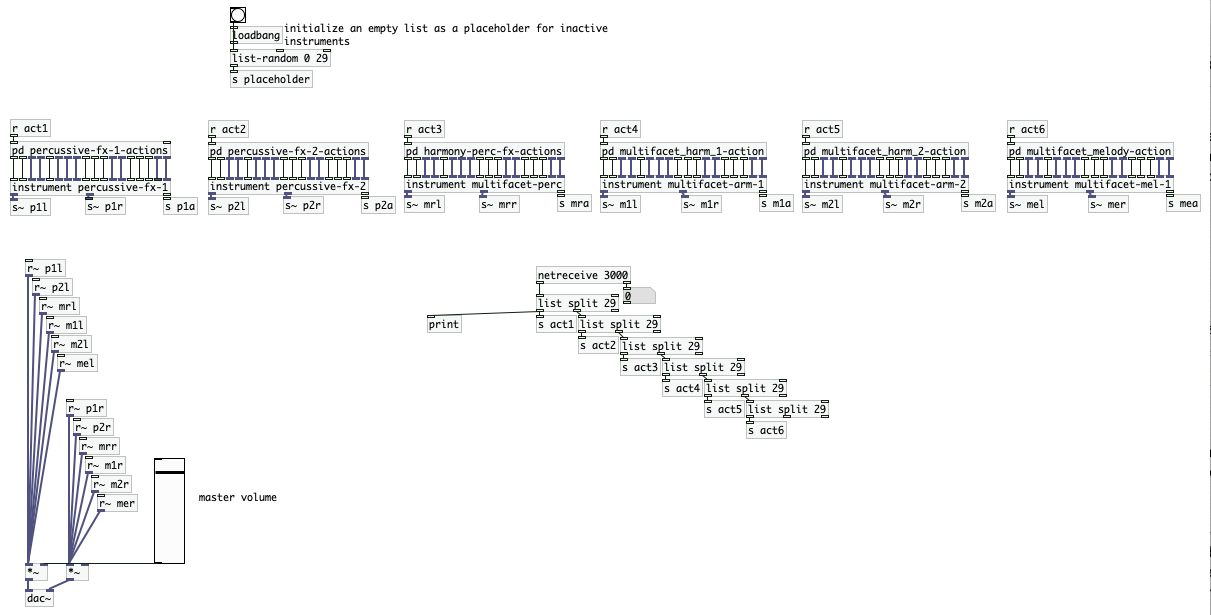 loadbang
initialize an empty list as a placeholder for inactive
instruments
list-random 0 29
s placeholder
r act1
pd percussive-fx-1-actions
instrument percussive-fx-1
s~ p1l
s~ p1r
s p1a
r act2
pd percussive-fx-2-actions
instrument percussive-fx-2
s~ p2l
s~ p2r
s p2a
r act3
pd harmony-perc-fx-actions
instrument multifacet-perc
s~ mrl
s~ mrr
s mra
r act4
pd multifacet_harm_1-action
instrument multifacet-arm-1
s~ m1l
s~ m1r
s m1a
r act5
pd multifacet_harm_2-action
instrument multifacet-arm-2
s~ m2l
s~ m2r
s m2a
r act6
pd multifacet_melody-action
instrument multifacet-mel-1
s~ mel
s~ mer
s mea
r~ p1l
r~ p2l
r~ mrl
r~ m1l
r~ m2l
r~ mel
r~ p1r
r~ p2r
r~ mrr
r~ m1r
r~ m2r
r~ mer
master volume
*~
*~
dac~
netreceive 3000
0
list split 29
print
s act1
list split 29
s act2
list split 29
s act3
list split 29
s act4
list split 29
s act5
list split 29
s act6